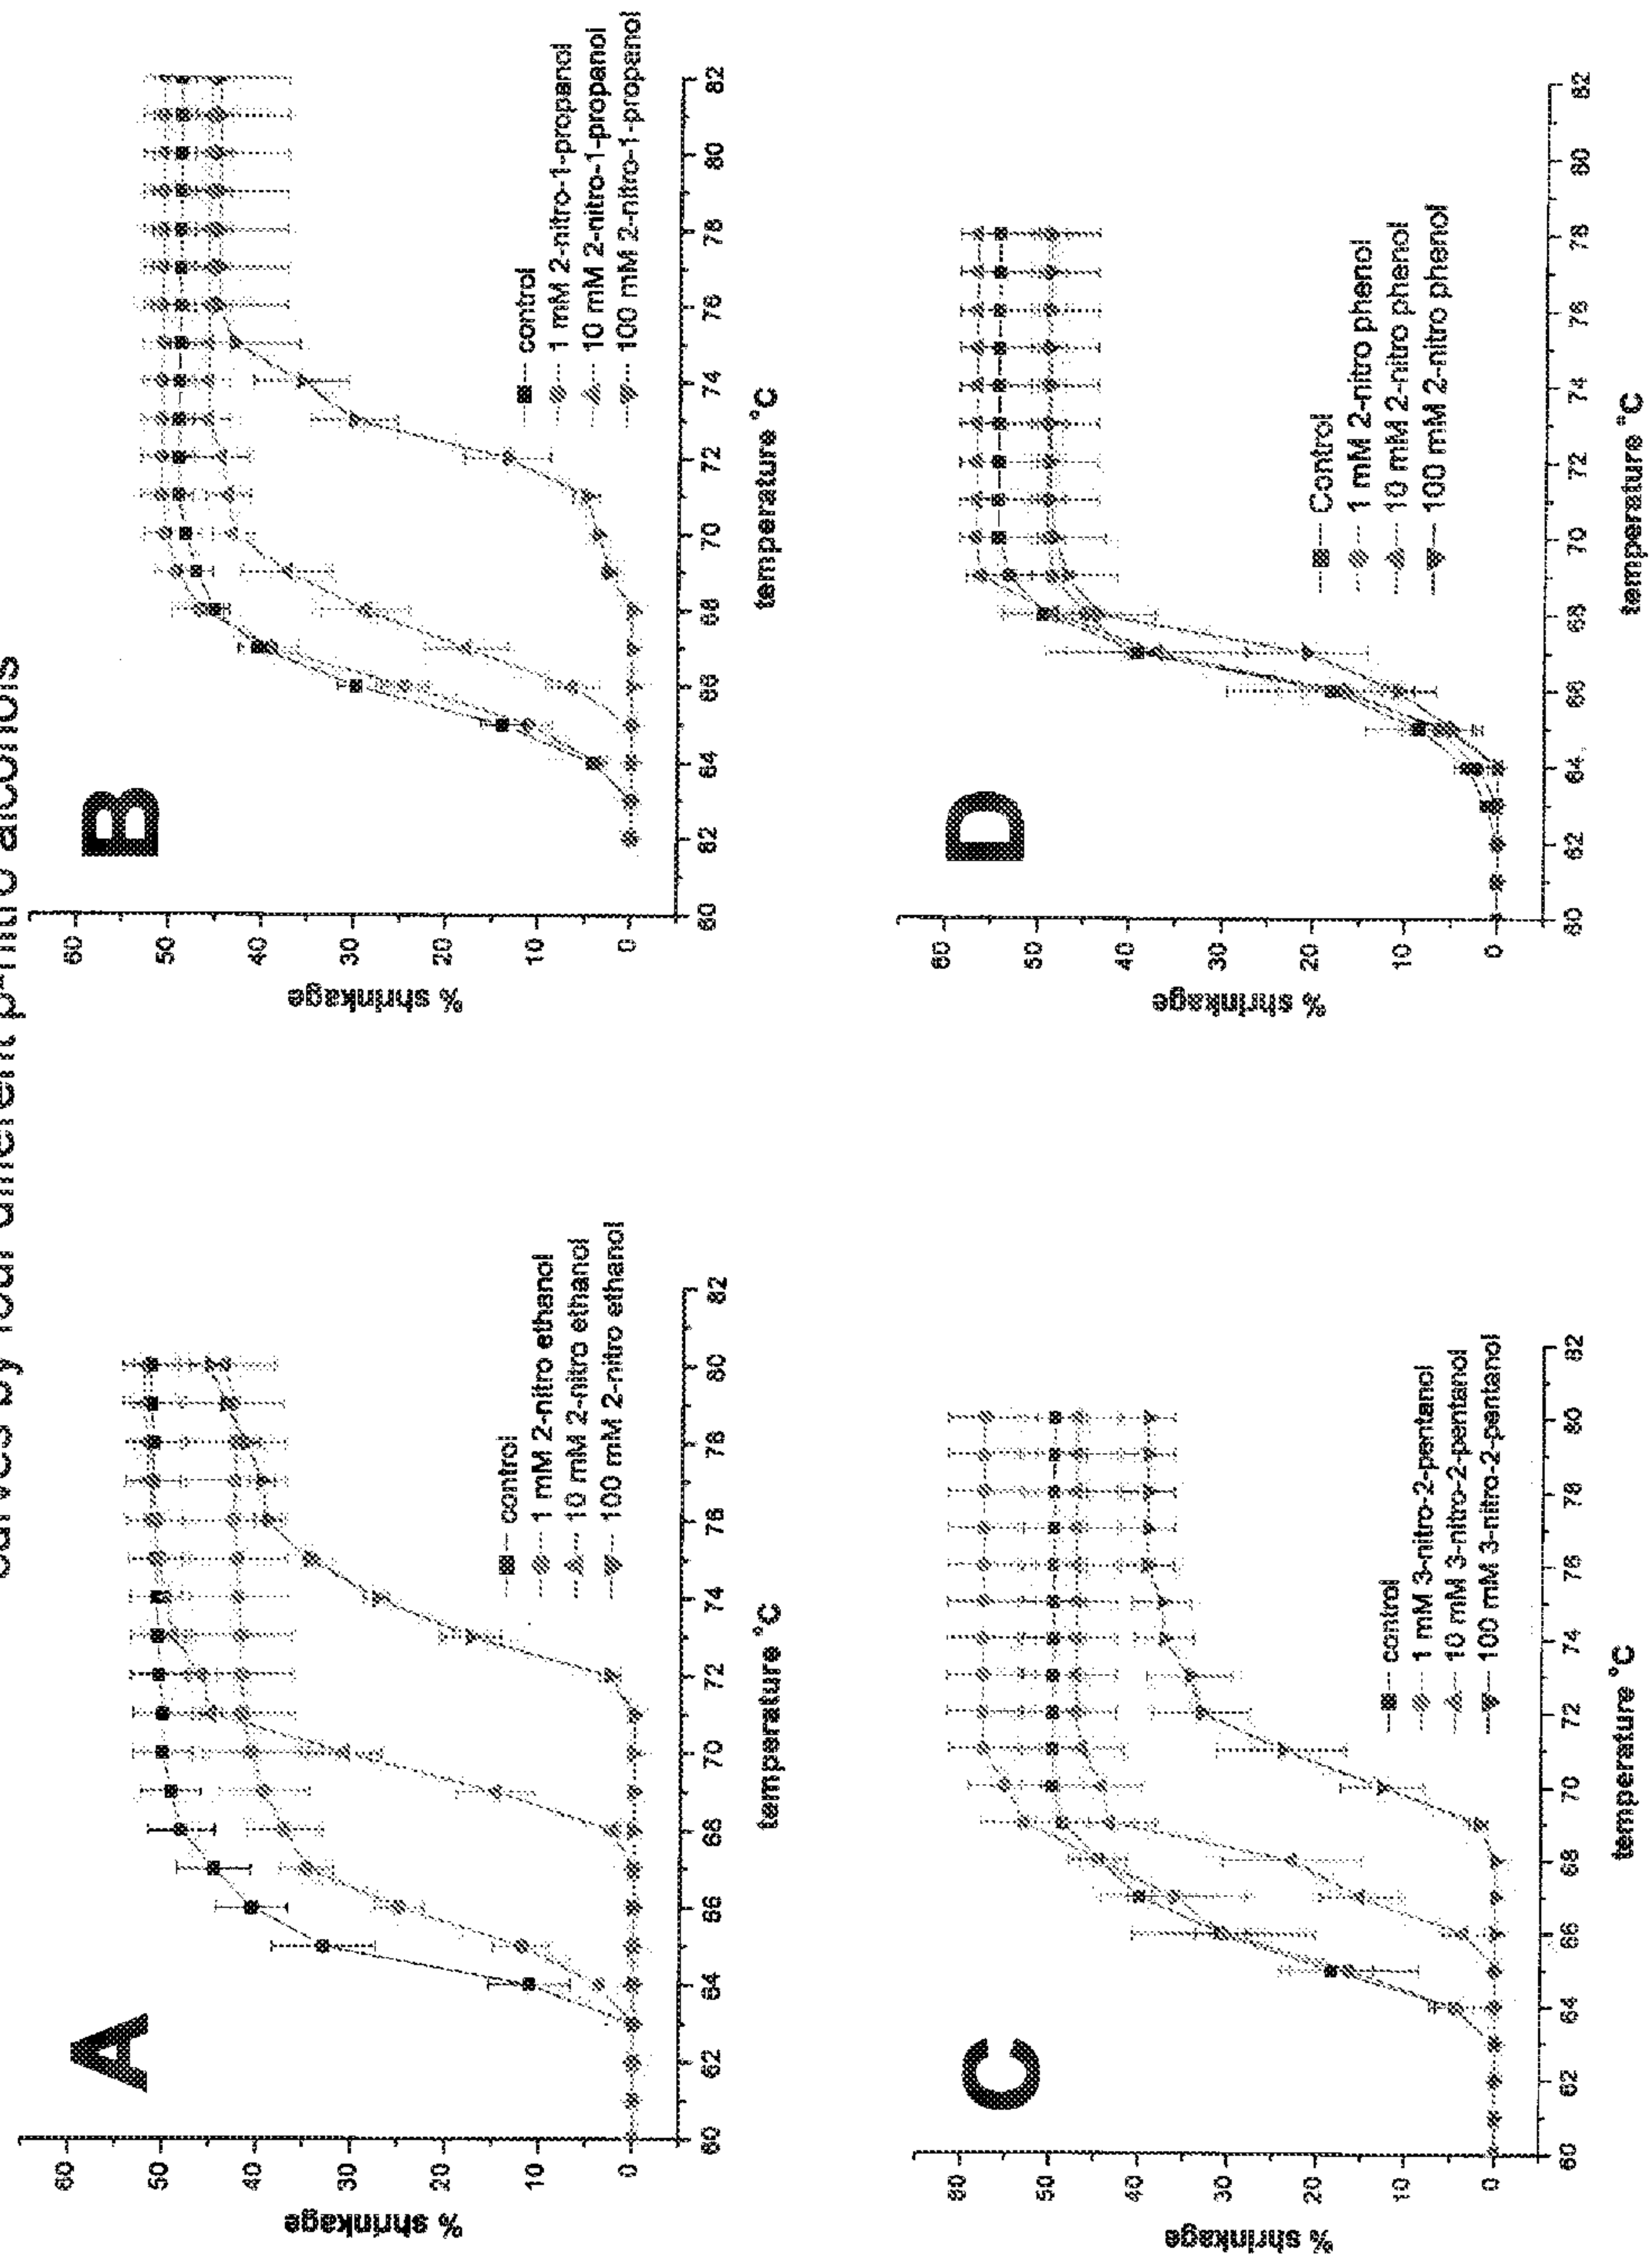 curves by four different β-nitro alcohols
A
% shrinkage
60
50
40
30
20
10
0
60 62 64 66 68 70 72 74 76 78 80 82
temperature °C
control
1 mM 2-nitro ethanol
10 mM 2-nitro ethanol
100 mM 2-nitro ethanol
B
% shrinkage
60
50
40
30
20
10
0
60 62 64 66 68 70 72 74 76 78 80 82
temperature °C
control
1 mM 2-nitro-1-propanol
10 mM 2-nitro-1-propanol
100 mM 2-nitro-1-propanol
C
% shrinkage
60
50
40
30
20
10
0
60 62 64 66 68 70 72 74 76 78 80 82
temperature °C
control
1 mM 3-nitro-2-pentanol
10 mM 3-nitro-2-pentanol
100 mM 3-nitro-2-pentanol
D
% shrinkage
60
50
40
30
20
10
0
60 62 64 66 68 70 72 74 76 78 80 82
temperature °C
Control
1 mM 2-nitro phenol
10 mM 2-nitro phenol
100 mM 2-nitro phenol